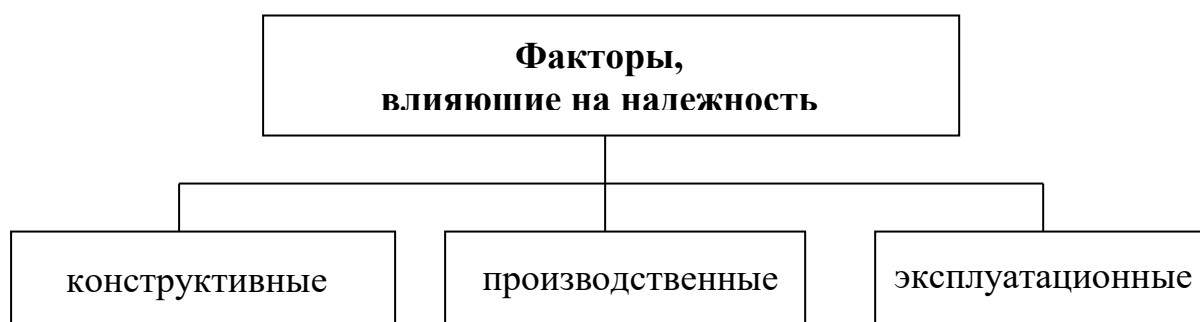 Факторы,
влияющие на надежность
конструктивные
производственные
эксплуатационные